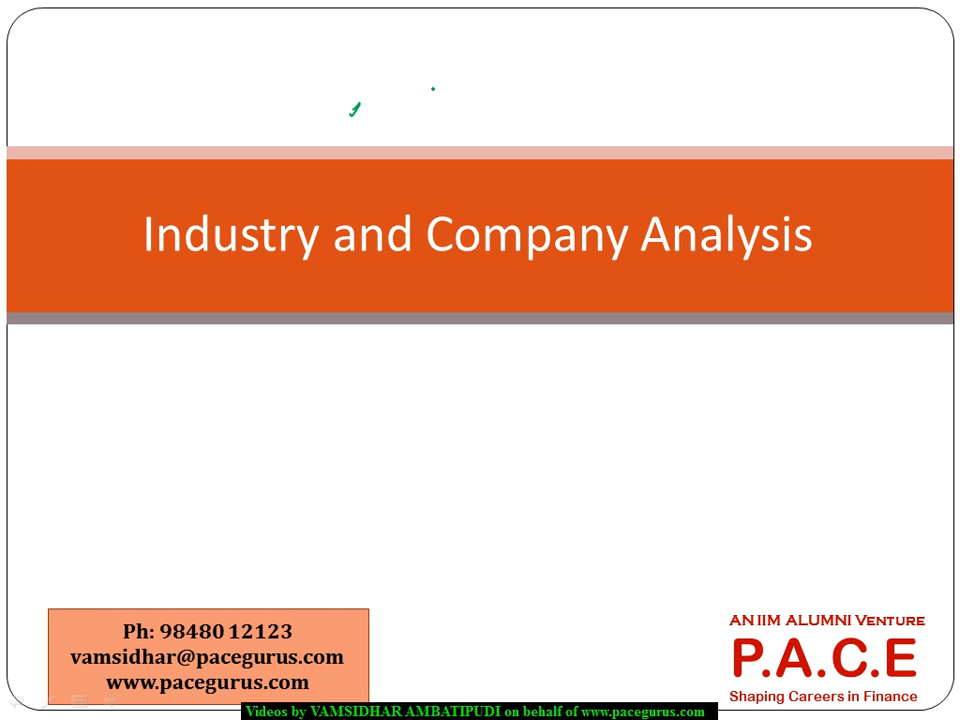 Industry and Company Analysis
Ph: 98480 12123
vamsidhar@pacegurus.com
www.pacegurus.com
AN IIM ALUMNI VENTURE
P.A.C.E
Shaping Careers in Finance
Videos by VAMSIDHAR AMBATIPUDI on behalf of www.pacegurus.com